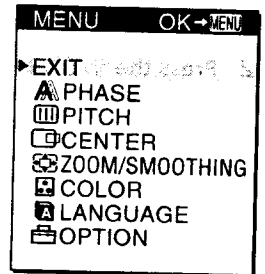 MENU OK→MENU
▶EXIT
PHASE
PITCH
CENTER
ZOOM/SMOOTHING
COLOR
LANGUAGE
OPTION